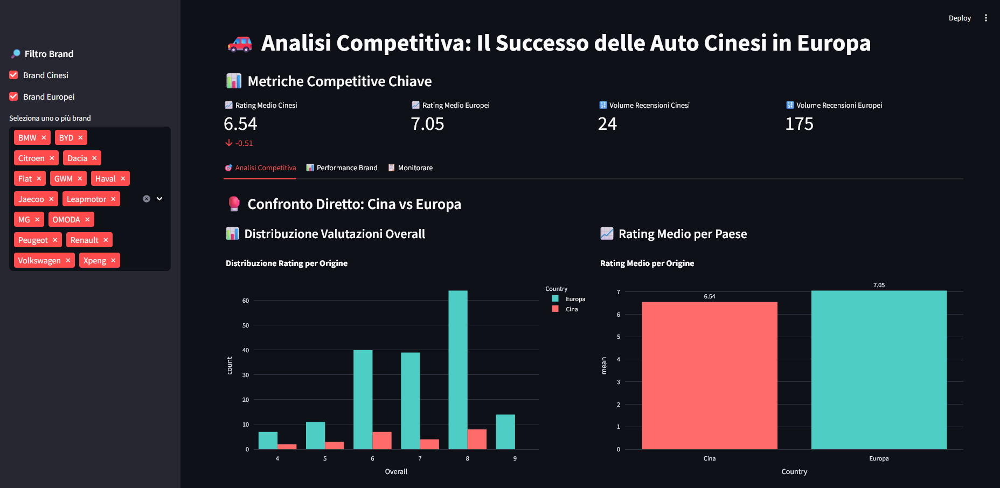 Deploy
Filtro Brand
Brand Cinesi
Brand Europei
Seleziona uno o più brand
BMW × BYD ×
Citroen × Dacia ×
Fiat × GWM × Haval ×
Jaecoo × Leapmotor ×
MG × OMODA ×
Peugeot × Renault ×
Volkswagen × Xpeng ×
Analisi Competitiva: Il Successo delle Auto Cinesi in Europa
Metriche Competitive Chiave
Rating Medio Cinesi
6.54
-0.51
Rating Medio Europei
7.05
Volume Recensioni Cinesi
24
Volume Recensioni Europei
175
Analisi Competitiva Performance Brand Monitorare
Confronto Diretto: Cina vs Europa
Distribuzione Valutazioni Overall
Distribuzione Rating per Origine
Country
Europa
Cina
60
50
40
30
20
10
0
count
4 5 6 7 8 9
Overall
Rating Medio per Paese
Rating Medio per Origine
7.05
6.54
7
6
5
4
3
2
1
0
mean
Cina Europa
Country